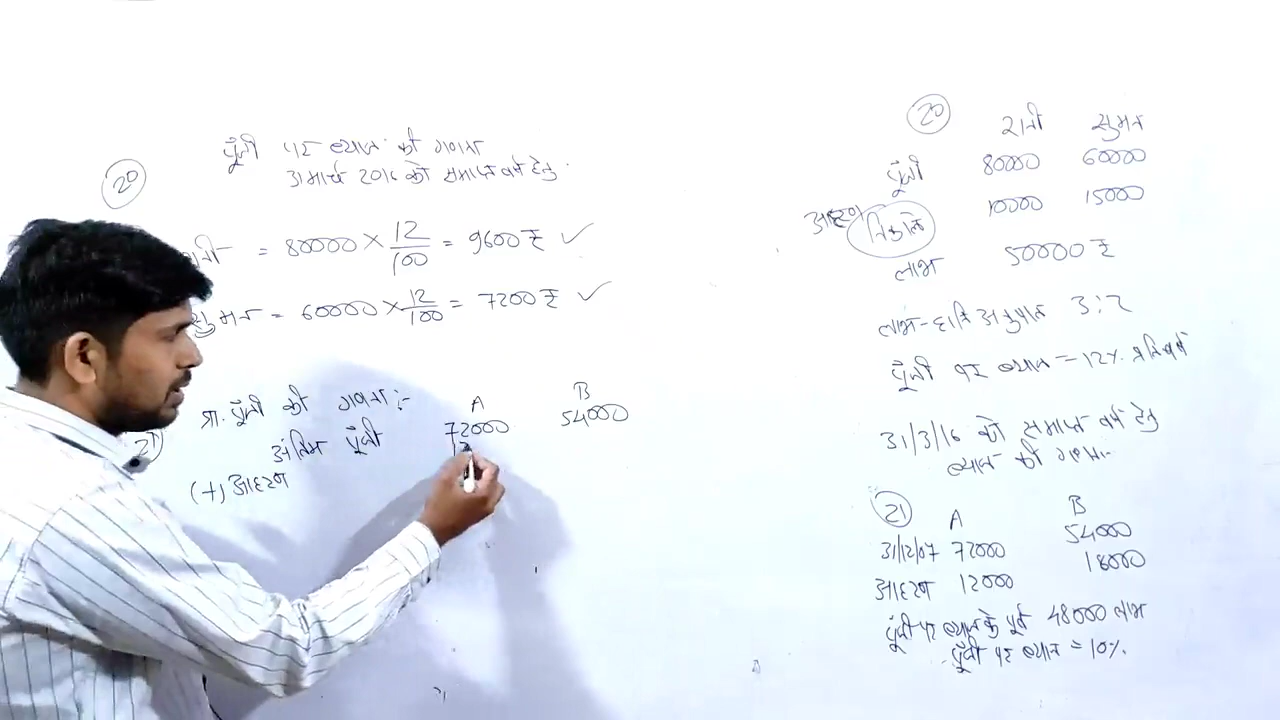 पूँजी पर ब्याज की गणना
31 मार्च 2016 को समाप्त वर्ष हेतु
(20)
= 80000 × 12/100 = 9600 ₹ ✓
सुमन = 60000 × 12/100 = 7200 ₹ ✓
प्रा. पूँजी की गणना :-
A B
अंतिम पूँजी 72000 54000
(+) आहरण
(20)
रानी सुमन
पूँजी 80000 60000
आहरण 10000 15000
लाभ 50000 ₹
लाभ-हानि अनुपात 3:2
पूँजी पर ब्याज = 12% प्रतिवर्ष
31/3/16 को समाप्त वर्ष हेतु
ब्याज की गणना
(21)
A B
31/12/07 72000 54000
आहरण 12000 18000
पूँजी पर ब्याज के पूर्व 48000 लाभ
पूँजी पर ब्याज = 10%.